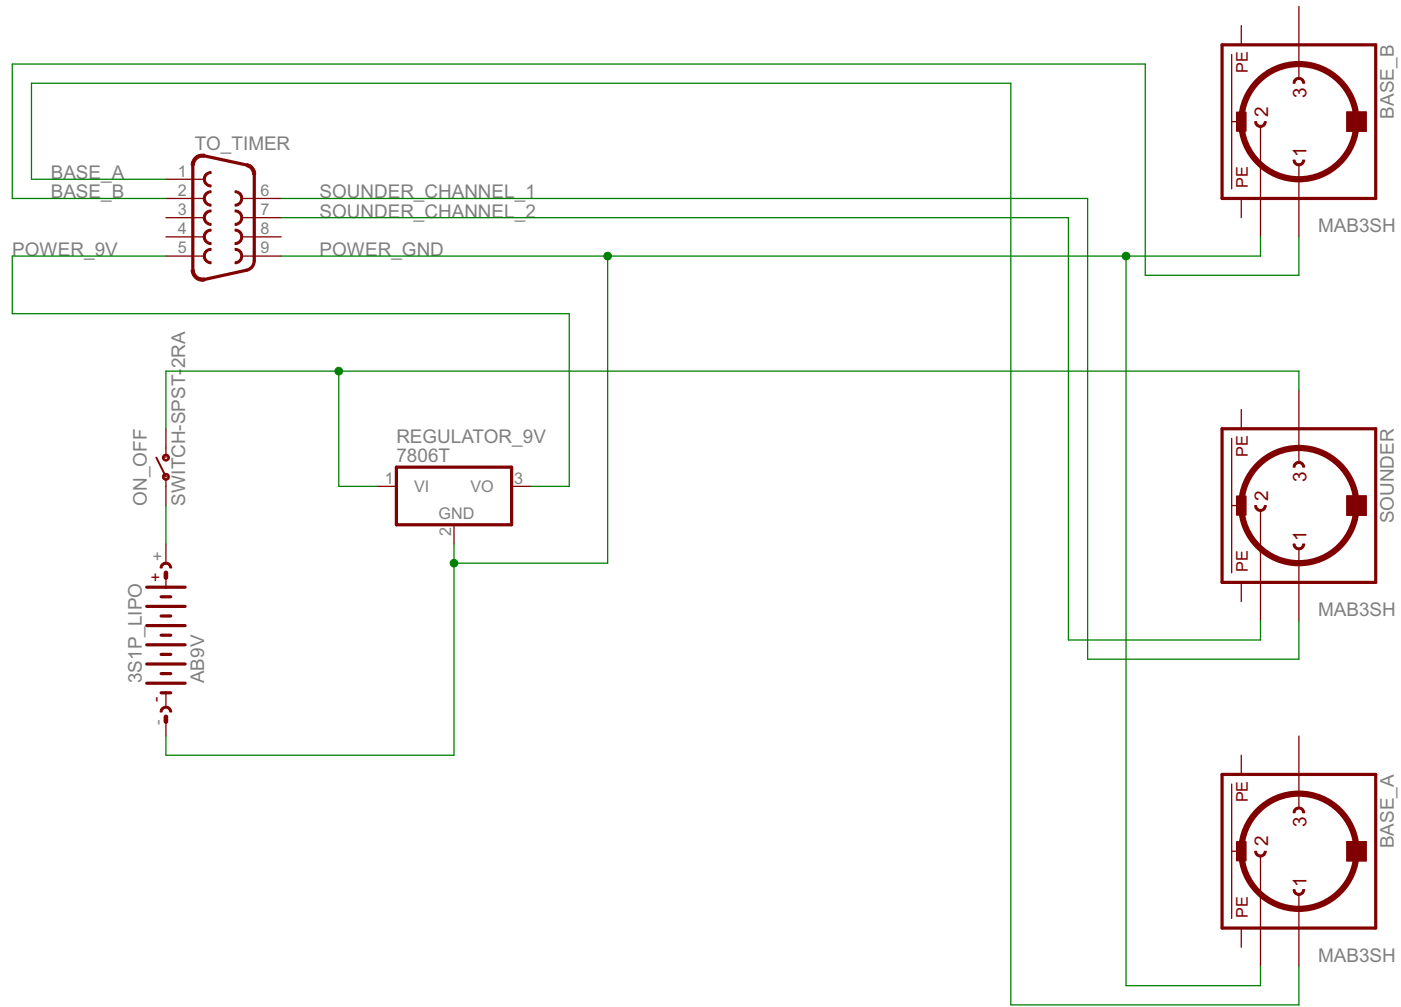 BASE_B
PE
PE
3
2
1
MAB3SH
TO_TIMER
BASE_A
1
BASE_B
2
3
4
POWER_9V
5
6
SOUNDER_CHANNEL_1
7
SOUNDER_CHANNEL_2
8
9
POWER_GND
ON_OFF
SWITCH-SPST-2RA
REGULATOR_9V
7806T
1
VI
VO
3
GND
2
SOUNDER
PE
PE
3
2
1
MAB3SH
+
+
3S1P_LIPO
AB9V
-
-
BASE_A
PE
PE
3
2
1
MAB3SH